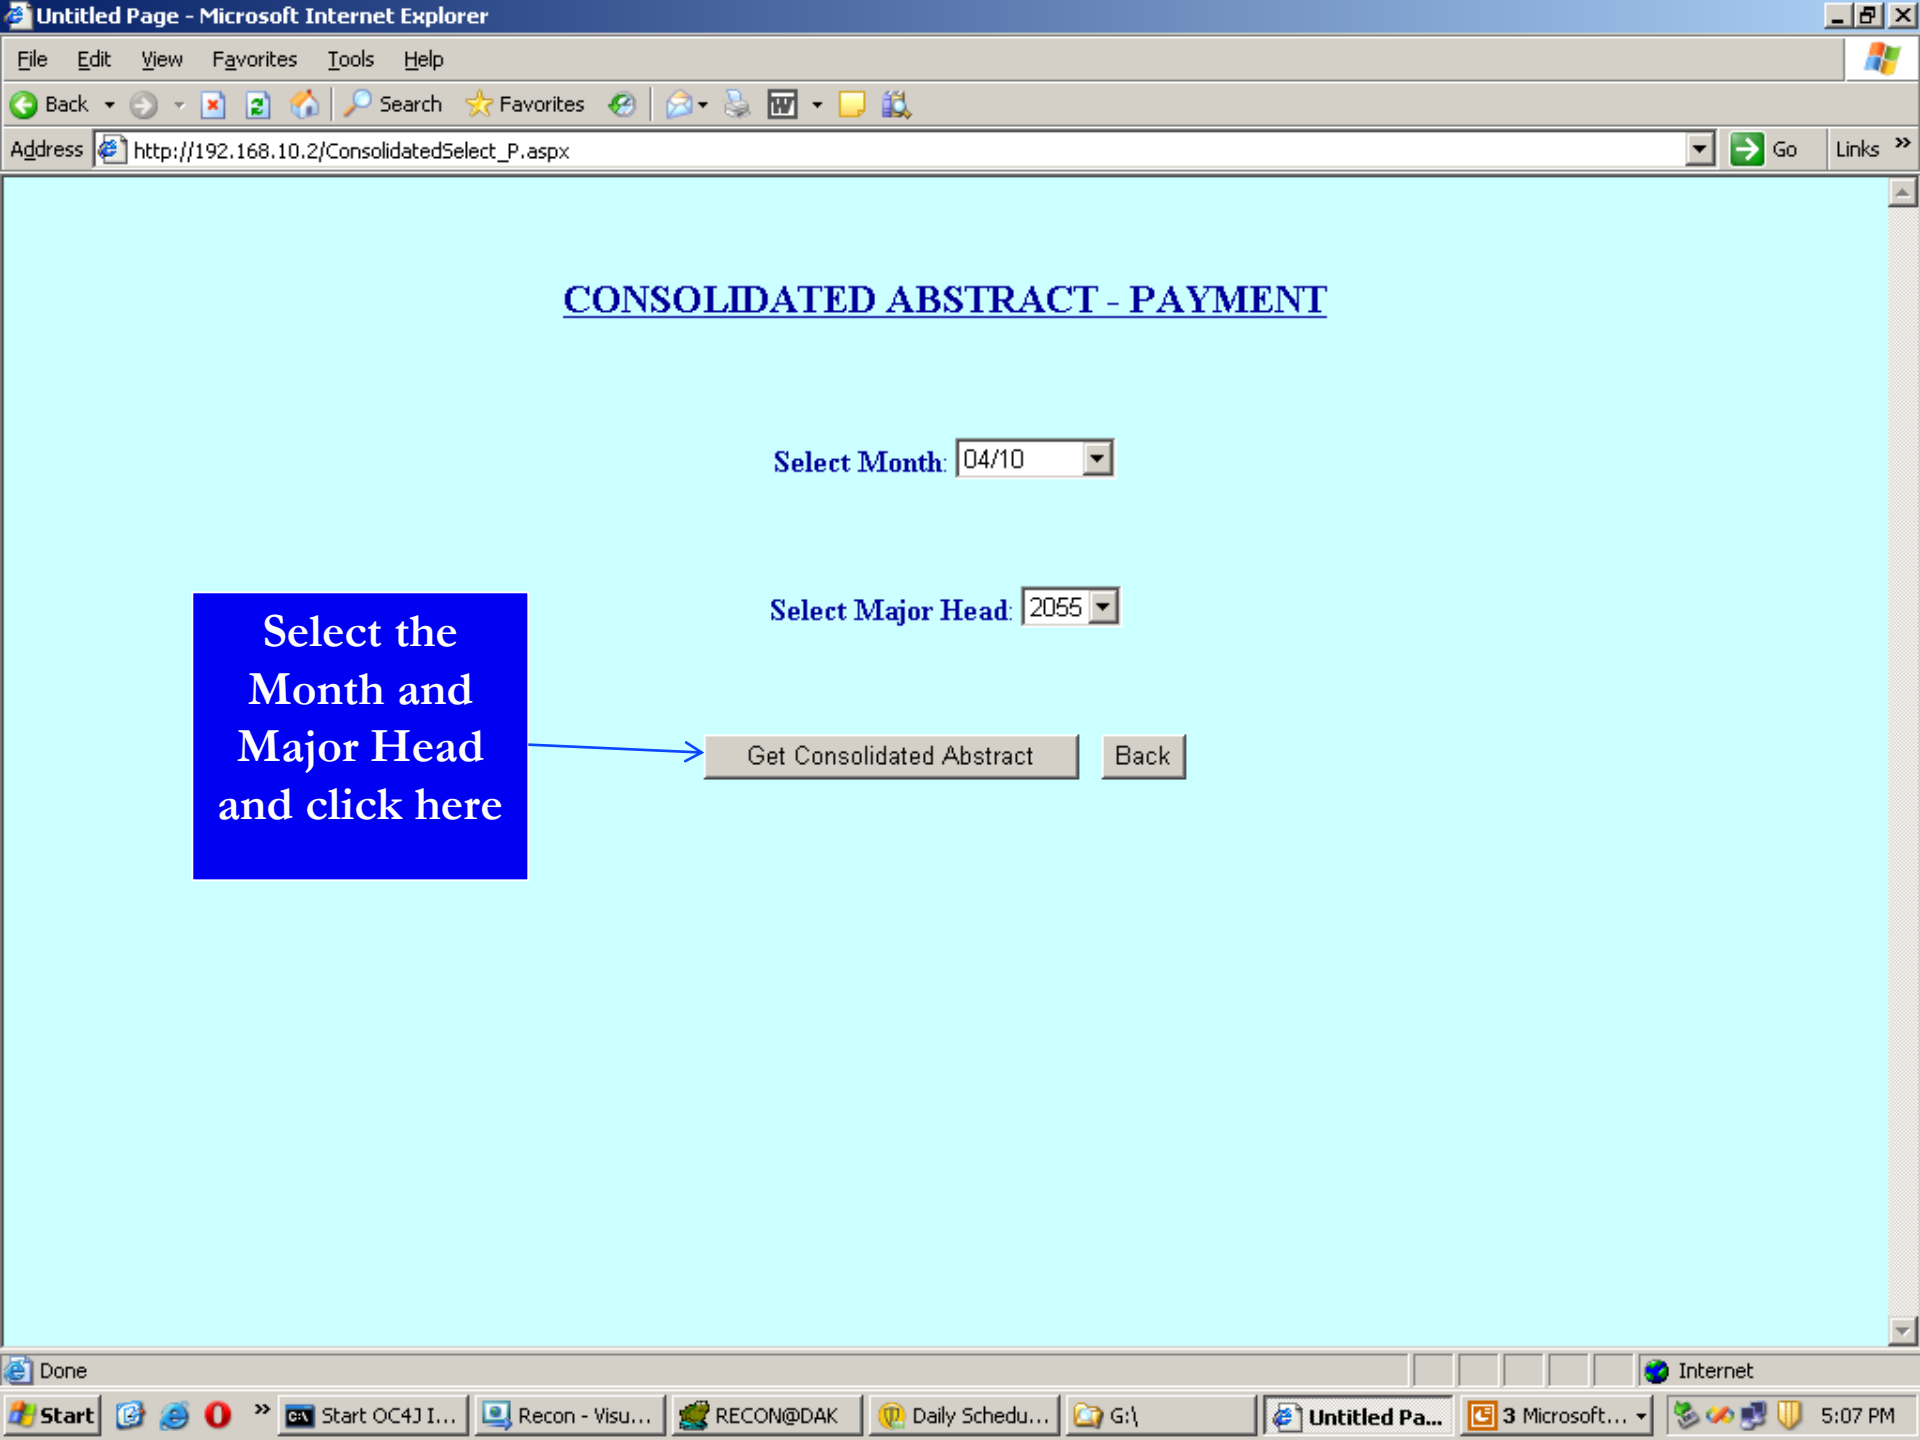 Untitled Page - Microsoft Internet Explorer
File Edit View Favorites Tools Help
Back Search Favorites
Address http://192.168.10.2/ConsolidatedSelect_P.aspx Go Links »
CONSOLIDATED ABSTRACT - PAYMENT
Select Month: 04/10
Select Major Head: 2055
Select the
Month and
Major Head
and click here
Get Consolidated Abstract Back
Done Internet
Start » Start OC4J I... Recon - Visu... RECON@DAK Daily Schedu... G:\ Untitled Pa... 3 Microsoft... 5:07 PM